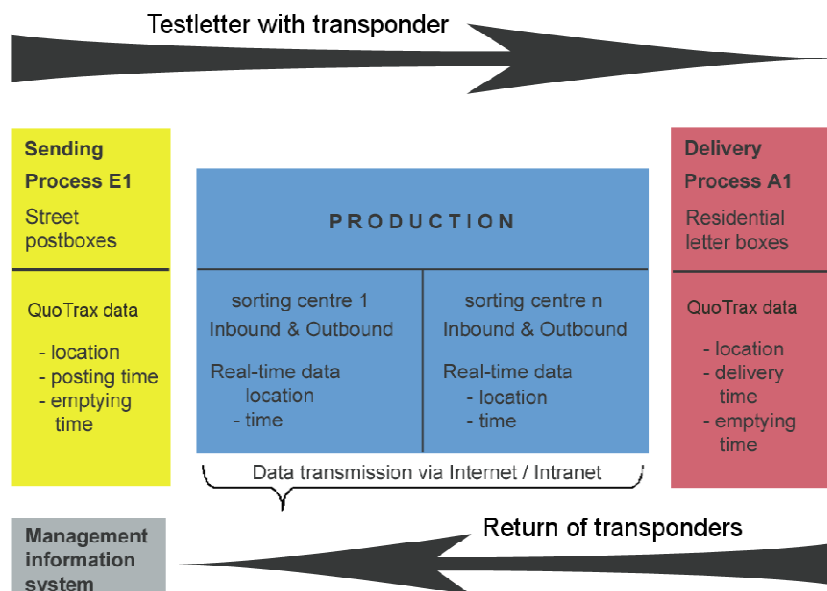 Testletter with transponder
Sending
Process E1
Street
postboxes
QuoTrax data
- location
- posting time
- emptying
time
PRODUCTION
sorting centre 1
Inbound & Outbound
Real-time data
location
- time
sorting centre n
Inbound & Outbound
Real-time data
- location
- time
Delivery
Process A1
Residential
letter boxes
QuoTrax data
- location
- delivery
time
- emptying
time
Data transmission via Internet / Intranet
Management
information
system
Return of transponders